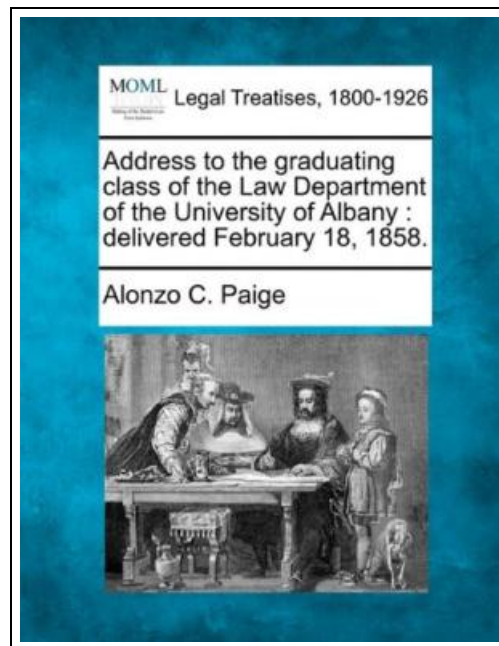 MOML
Legal Treatises, 1800-1926
Address to the graduating
class of the Law Department
of the University of Albany :
delivered February 18, 1858.
Alonzo C. Paige